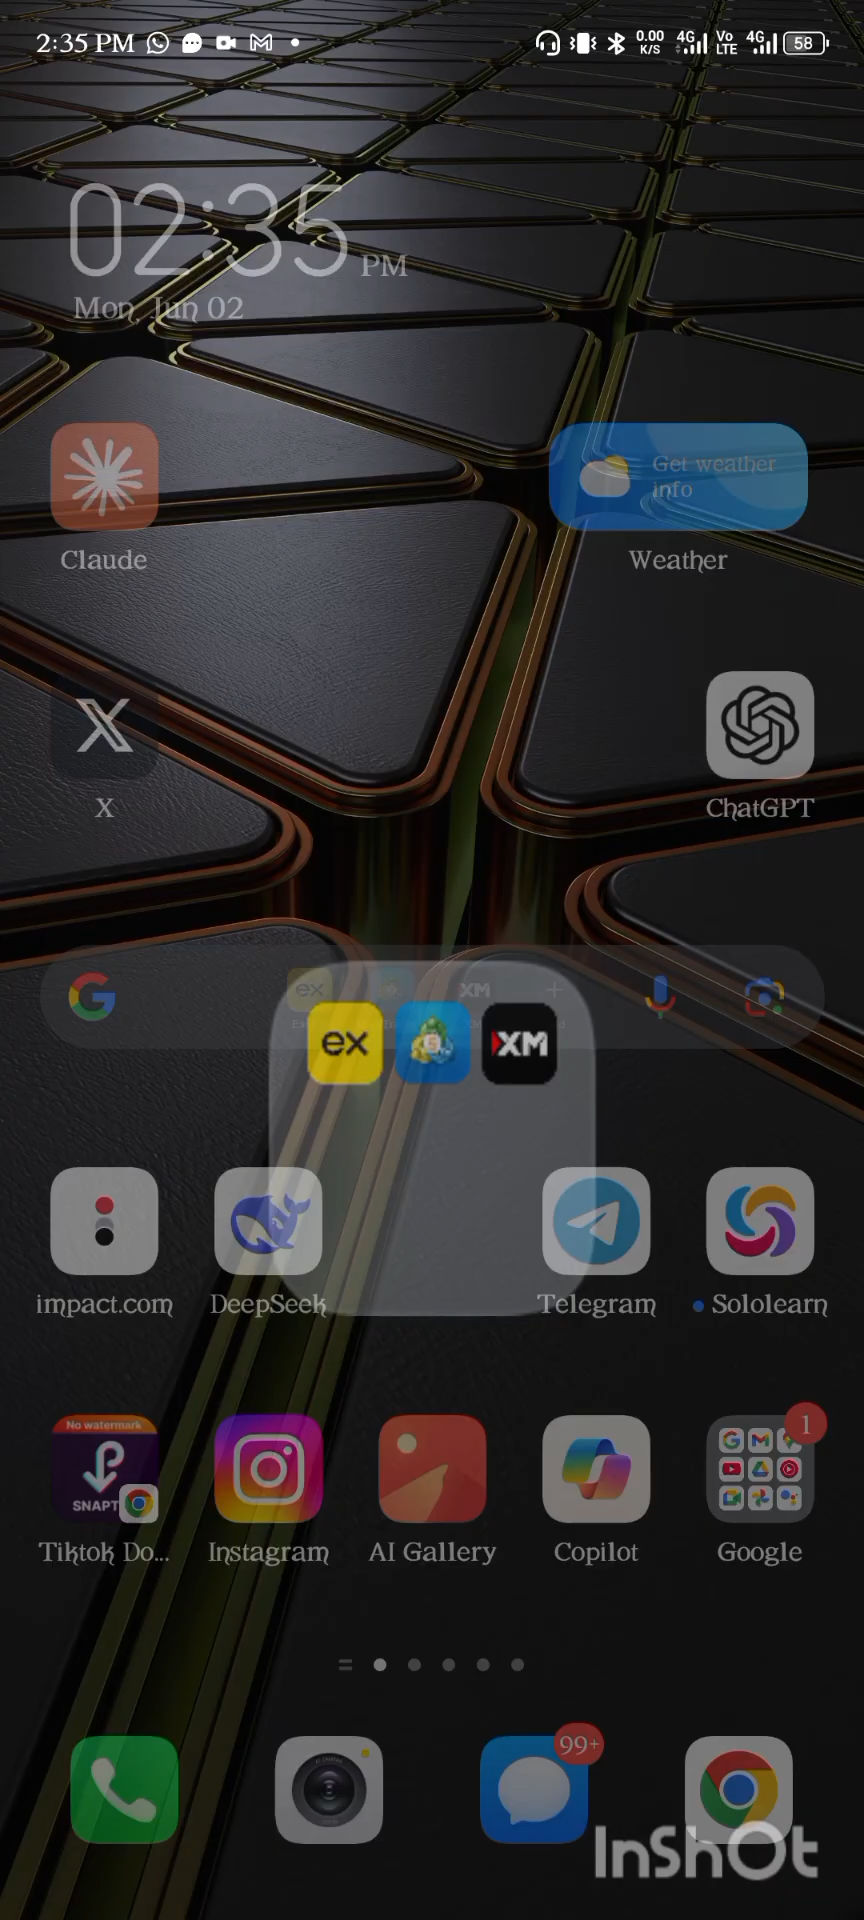 2:35 PM
0.00 K/S 4G Vo LTE 4G 58
02:35 PM
Mon, Jun 02
Get weather
info
Claude
Weather
X
ChatGPT
ex XM
ex XM
impact.com DeepSeek Telegram Sololearn
No watermark
1
SNAPT
Tiktok Do... Instagram AI Gallery Copilot Google
99+
InShOt